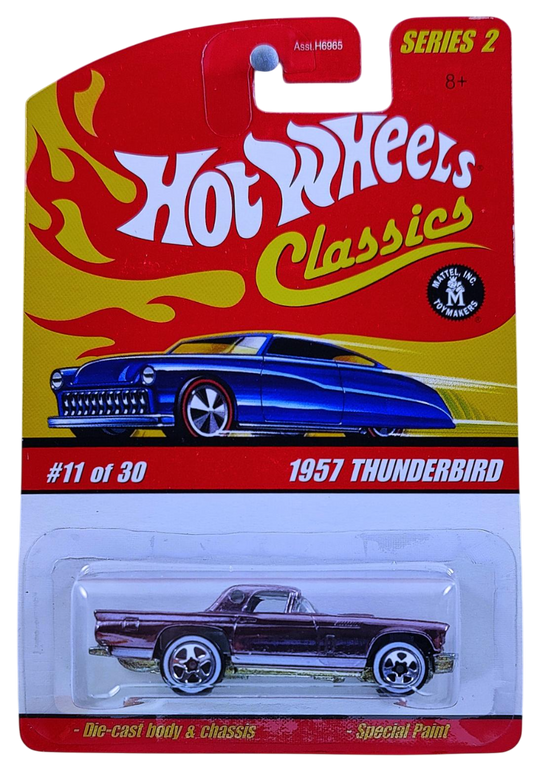 Asst.H6965
SERIES 2
8+
HOT WHEELS
Classics
MATTEL, INC.
M
TOYMAKERS
#11 of 30
1957 THUNDERBIRD
- Die-cast body & chassis
- Special Paint